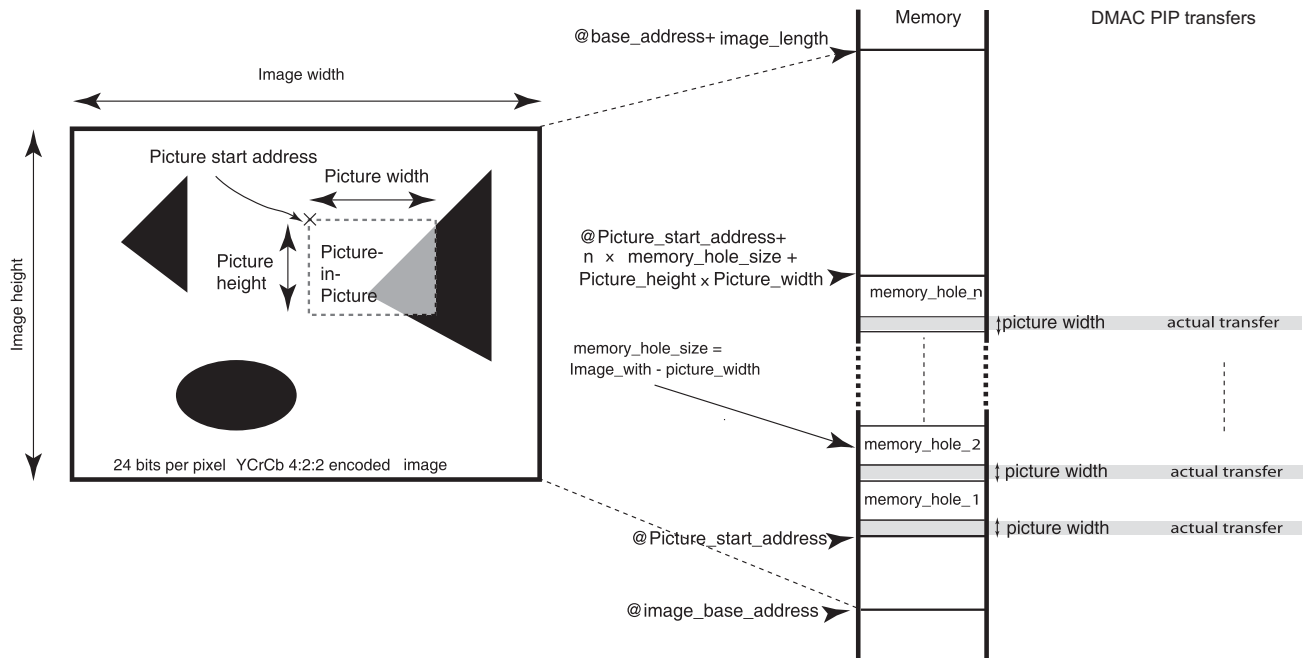 Memory
DMAC PIP transfers
@base_address+ image_length
Image width
Picture start address
Picture width
Picture
height
Picture-
in-
Picture
Image height
24 bits per pixel YCrCb 4:2:2 encoded image
@Picture_start_address+
n x memory_hole_size +
Picture_height x Picture_width
memory_hole_n
picture width
actual transfer
memory_hole_size =
Image_with - picture_width
memory_hole_2
picture width
actual transfer
memory_hole_1
picture width
actual transfer
@Picture_start_address
@image_base_address